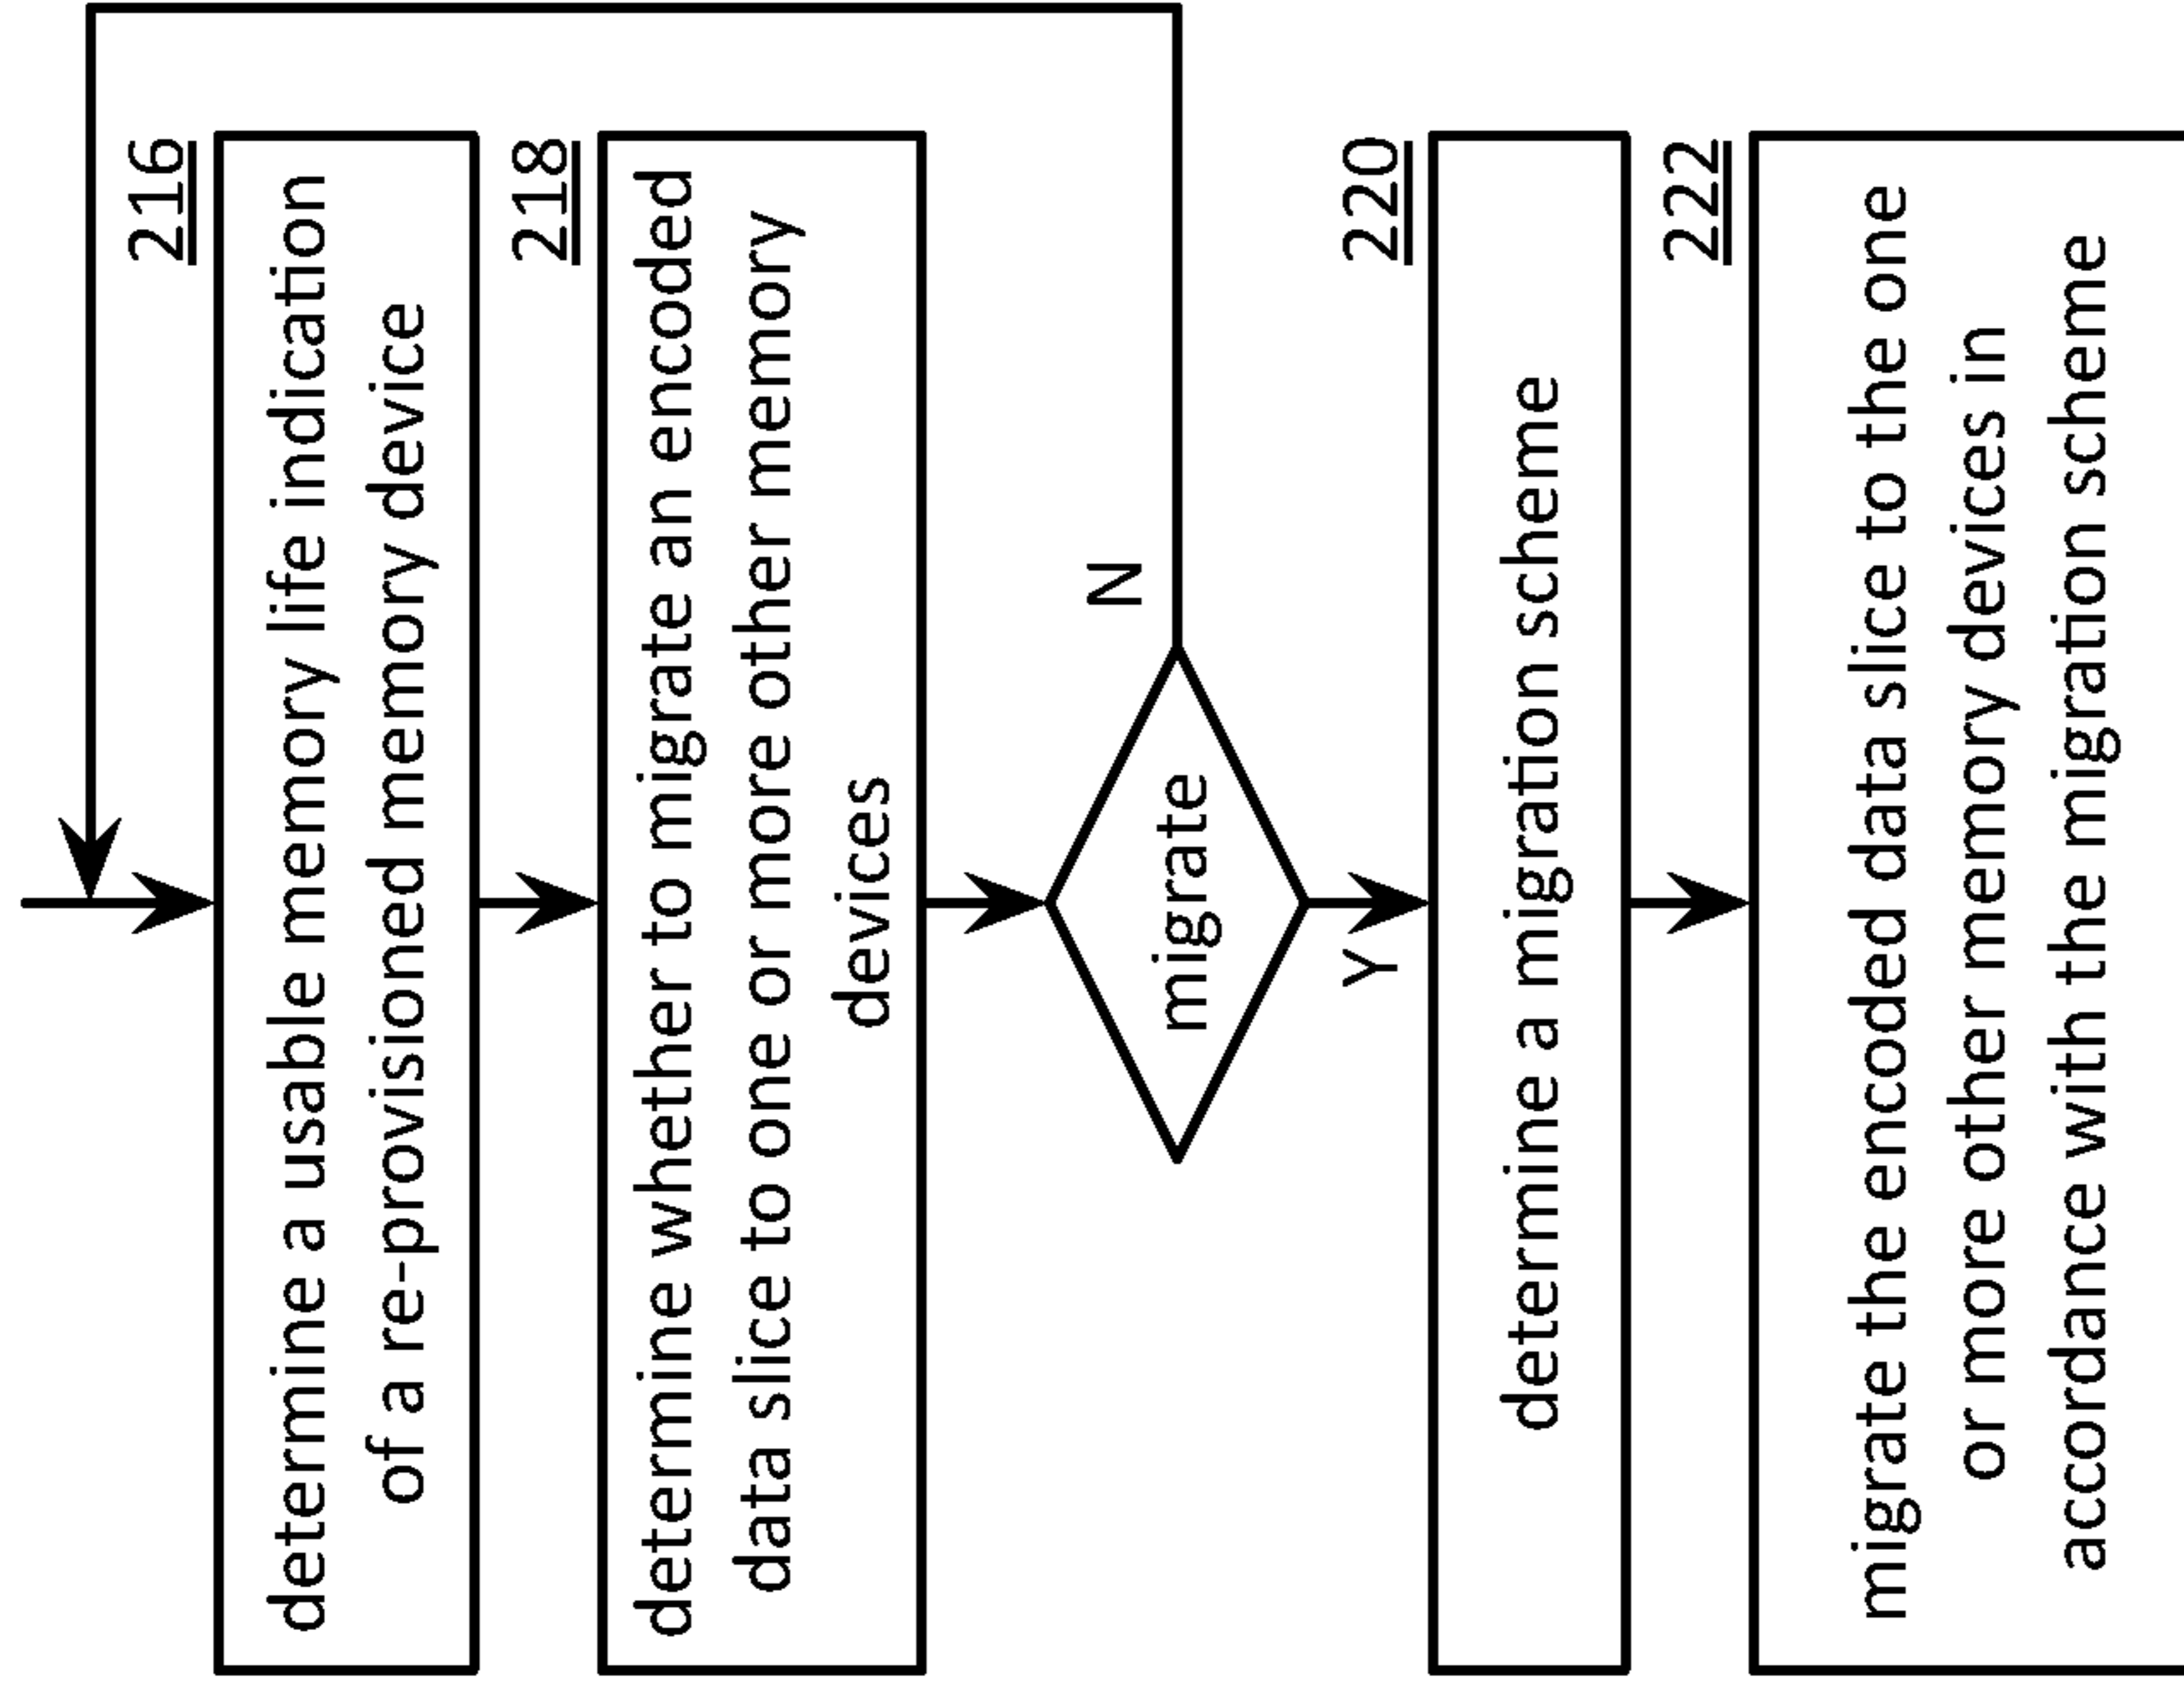 216
determine a usable memory life indication
of a re-provisioned memory device
218
determine whether to migrate an encoded
data slice to one or more other memory
devices
migrate
N
Y
220
determine a migration scheme
222
migrate the encoded data slice to the one
or more other memory devices in
accordance with the migration scheme